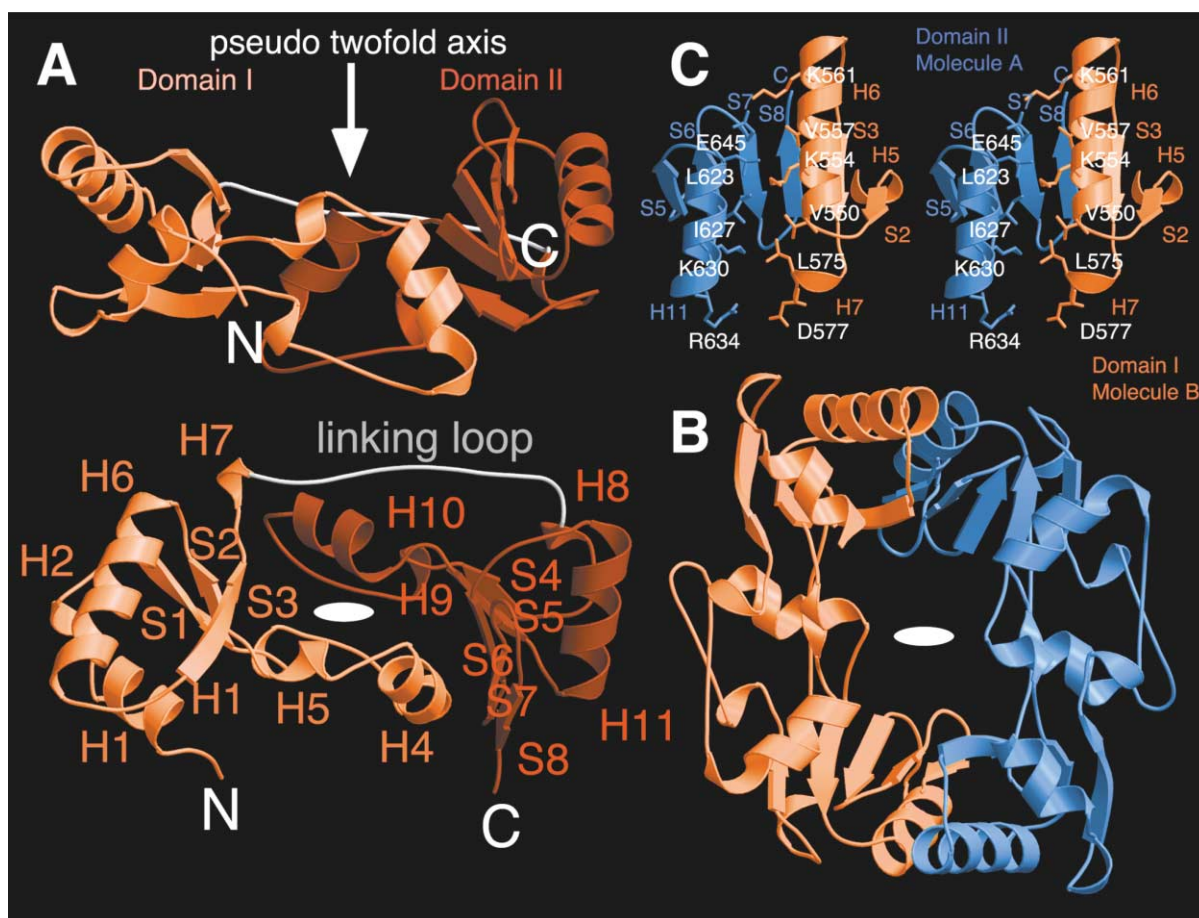 A
pseudo twofold axis
Domain I
Domain II
N
C
linking loop
H7
H6
H8
H10
S2
H2
S4
S3
S1
H9
S5
S6
H1
H5
S7
H1
H4
H11
S8
N
C
C
Domain II
Molecule A
C
K561
S7
H6
S8
S6
V557
S3
E645
K554
H5
L623
S5
V550
I627
S2
K630
L575
H11
H7
R634
D577
C
K561
S7
H6
S8
S6
V557
S3
E645
K554
H5
L623
S5
V550
I627
S2
K630
L575
H11
H7
R634
D577
Domain I
Molecule B
B